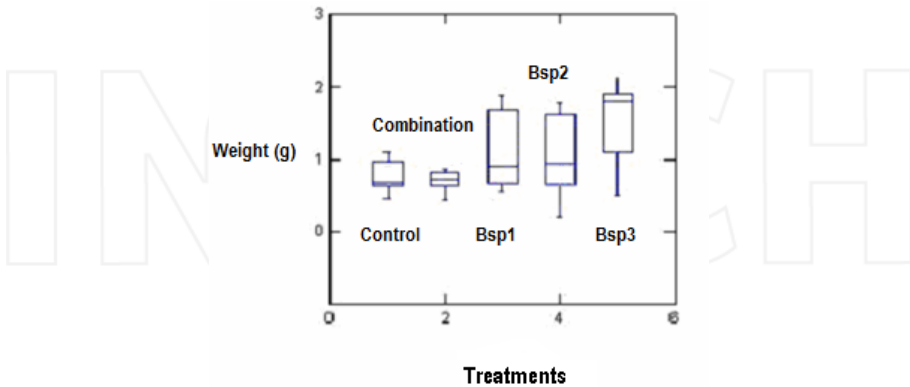 3
Bsp2
2
Combination
Weight (g)
1
Control
Bsp1
Bsp3
0
0
2
4
6
Treatments